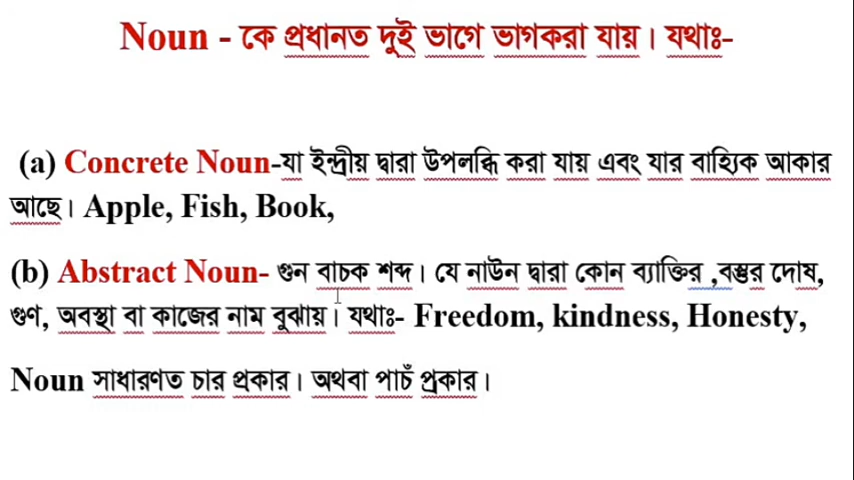 Noun - কে প্রধানত দুই ভাগে ভাগকরা যায়। যথাঃ-
(a) Concrete Noun-যা ইন্দ্রীয় দ্বারা উপলব্ধি করা যায় এবং যার বাহ্যিক আকার
আছে। Apple, Fish, Book,
(b) Abstract Noun- গুন বাচক শব্দ। যে নাউন দ্বারা কোন ব্যাক্তির ,বস্তুর দোষ,
গুণ, অবস্থা বা কাজের নাম বুঝায়। যথাঃ- Freedom, kindness, Honesty,
Noun সাধারণত চার প্রকার। অথবা পাচঁ প্রকার।